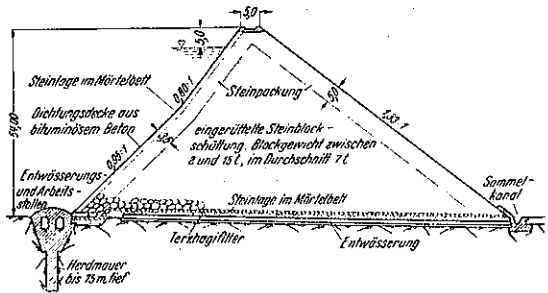 5,0
5,0
Steinlage im Mörtelbett
0,80:1
Steinpackung
Dichtungsdecke aus
bituminösem Beton
5,0
1,33:1
54,00
0,95:1
eingerüttelte Steinblock-
schüttung. Blockgewicht zwischen
2 und 15 t, im Durchschnitt 7 t
Entwässerungs-
und Arbeits-
stollen
Steinlage im Mörtelbett
Sammel-
kanal
Terzhagifilter
Entwässerung
Herdmauer
bis 75 m tief